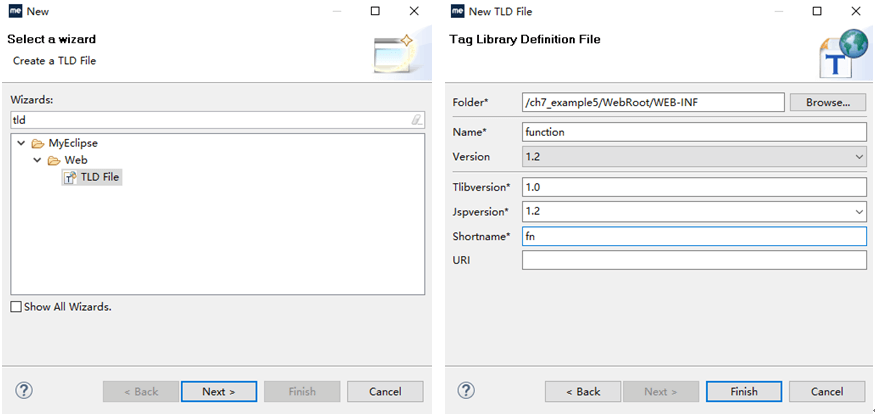 me New
Select a wizard
Create a TLD File
Wizards:
tld
MyEclipse
Web
T TLD File
Show All Wizards.
?
< Back
Next >
Finish
Cancel
me New TLD File
Tag Library Definition File
T
Folder* /ch7_example5/WebRoot/WEB-INF Browse...
Name* function
Version 1.2
Tlibversion* 1.0
Jspversion* 1.2
Shortname* fn
URI
?
< Back
Next >
Finish
Cancel